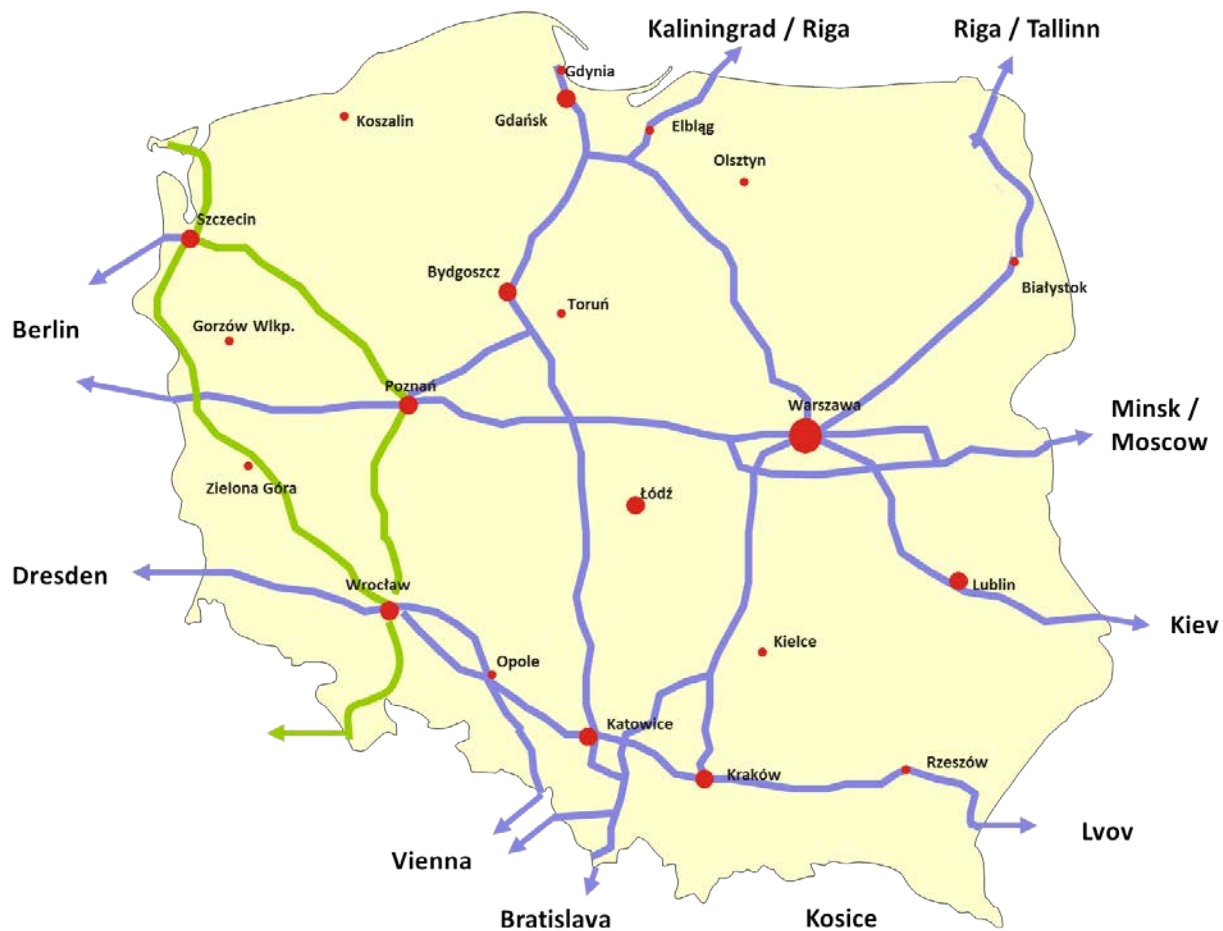 Kaliningrad / Riga
Riga / Tallinn
Gdynia
Koszalin
Gdańsk
Elbląg
Olsztyn
Szczecin
Bydgoszcz
Toruń
Białystok
Berlin
Gorzów Wlkp.
Poznań
Warszawa
Minsk /
Moscow
Zielona Góra
Łódź
Dresden
Wrocław
Lublin
Kiev
Kielce
Opole
Katowice
Kraków
Rzeszów
Lvov
Vienna
Bratislava
Kosice